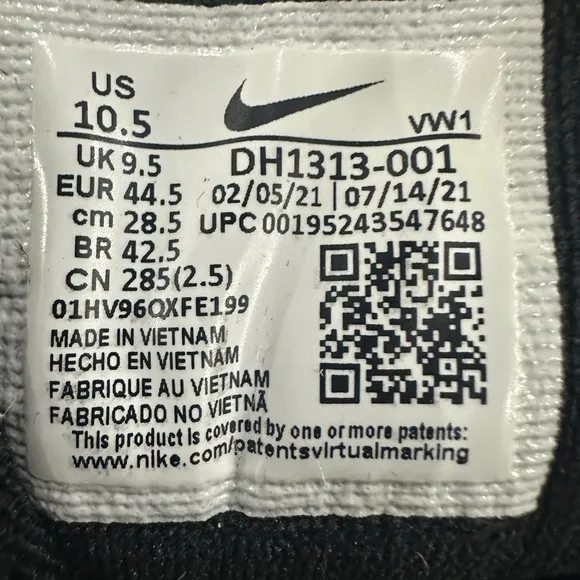 US
10.5
VW1
UK 9.5
DH1313-001
EUR 44.5
02/05/21 | 07/14/21
cm 28.5
UPC 00195243547648
BR 42.5
CN 285(2.5)
01HV96QXFE199
MADE IN VIETNAM
HECHO EN VIETNAM
FABRIQUE AU VIETNAM
FABRICADO NO VIETNÃ
This product is covered by one or more patents:
www.nike.com/patentsvirtualmarking